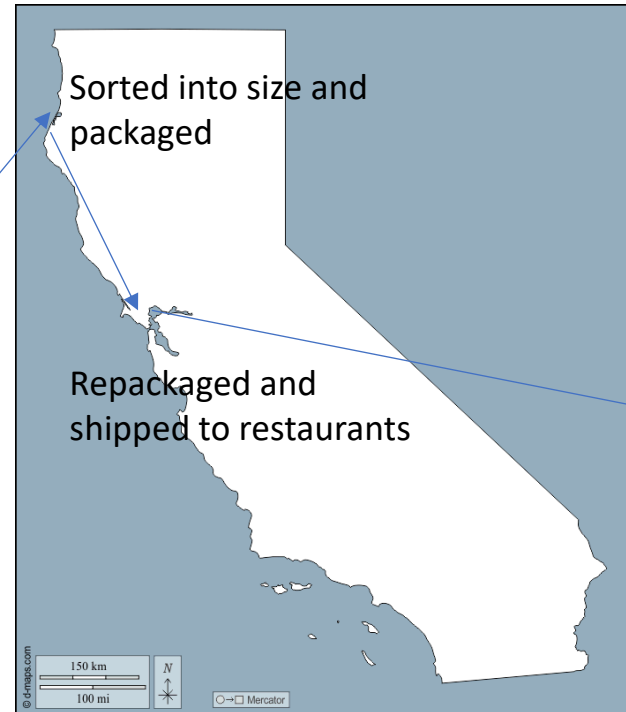 Sorted into size and
packaged
Repackaged and
shipped to restaurants
© d-maps.com
150 km
100 mi
N
○→□ Mercator